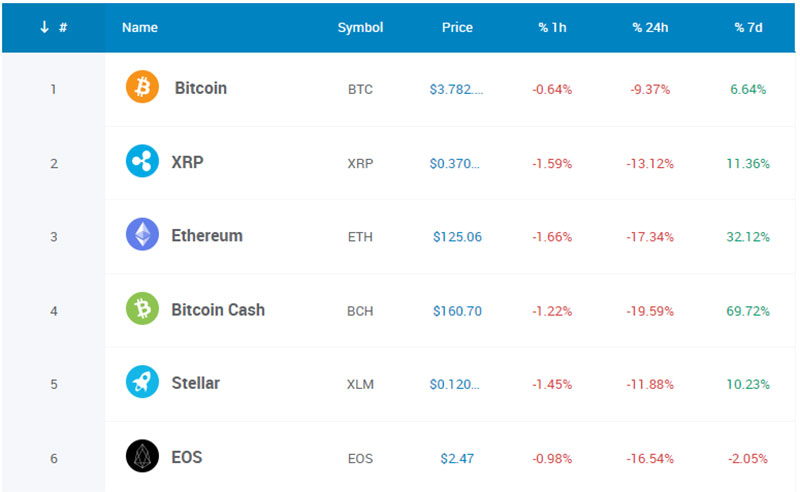 ↓ # Name Symbol Price % 1h % 24h % 7d
1 Bitcoin BTC $3.782.... -0.64% -9.37% 6.64%
2 XRP XRP $0.370... -1.59% -13.12% 11.36%
3 Ethereum ETH $125.06 -1.66% -17.34% 32.12%
4 Bitcoin Cash BCH $160.70 -1.22% -19.59% 69.72%
5 Stellar XLM $0.120... -1.45% -11.88% 10.23%
6 EOS EOS $2.47 -0.98% -16.54% -2.05%